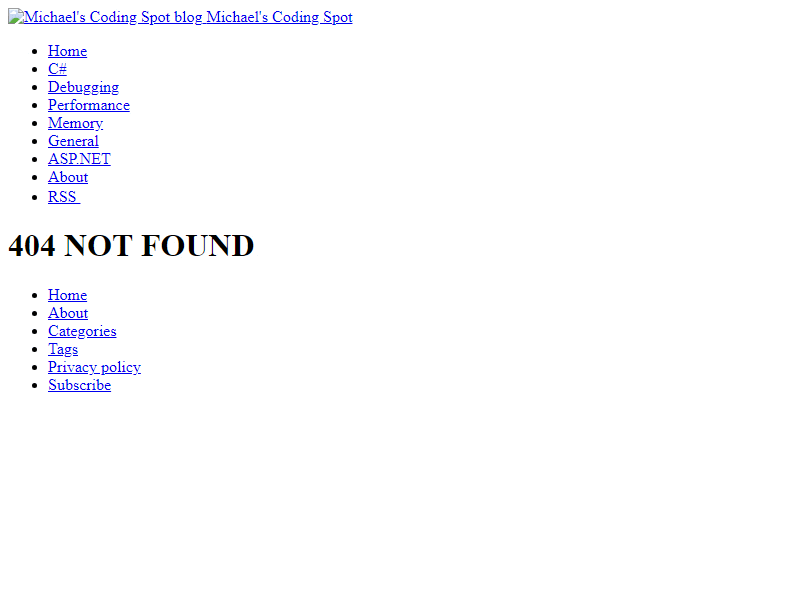 Michael's Coding Spot blog Michael's Coding Spot
Home
C#
Debugging
Performance
Memory
General
ASP.NET
About
RSS
404 NOT FOUND
Home
About
Categories
Tags
Privacy policy
Subscribe